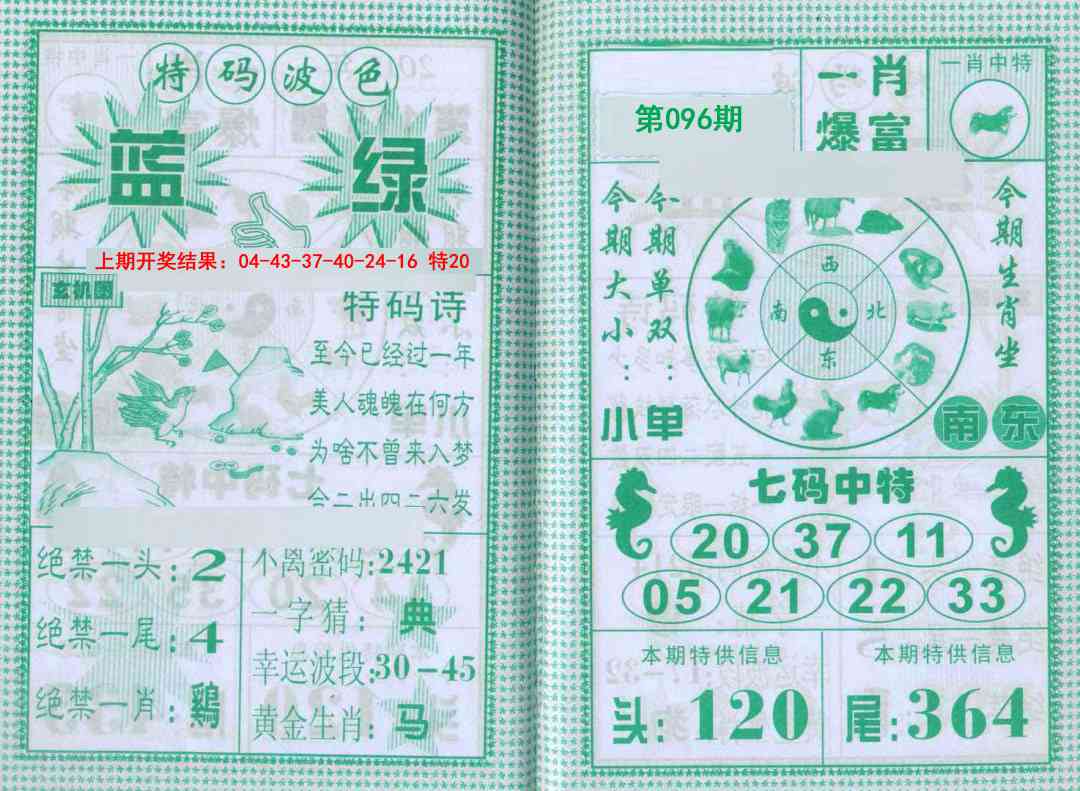 特码波色
蓝 绿
上期开奖结果：04-43-37-40-24-16 特20
玄机图
特码诗
至今已经过一年
美人魂魄在何方
为啥不曾来入梦
合二出四二六发
绝禁一头:2
绝禁一尾:4
绝禁一肖:鷄
不离密码:2421
一字猜:典
幸运波段:30-45
黄金生肖:马
第096期
一肖
爆富
一肖中特
今期大小:小
今期单双:单
西
南 北
东
今期生肖坐
南东
七码中特
20 37 11
05 21 22 33
本期特供信息
头:120
本期特供信息
尾:364